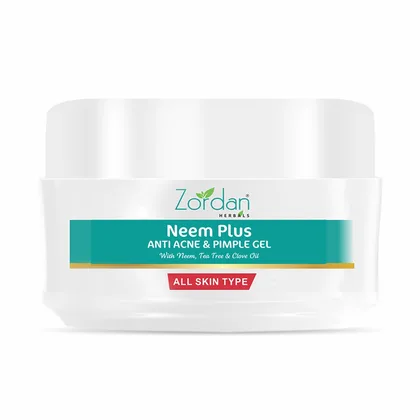 Zordan
HERBALS
Neem Plus
ANTI ACNE & PIMPLE GEL
With Neem, Tea Tree & Clove Oil
ALL SKIN TYPE